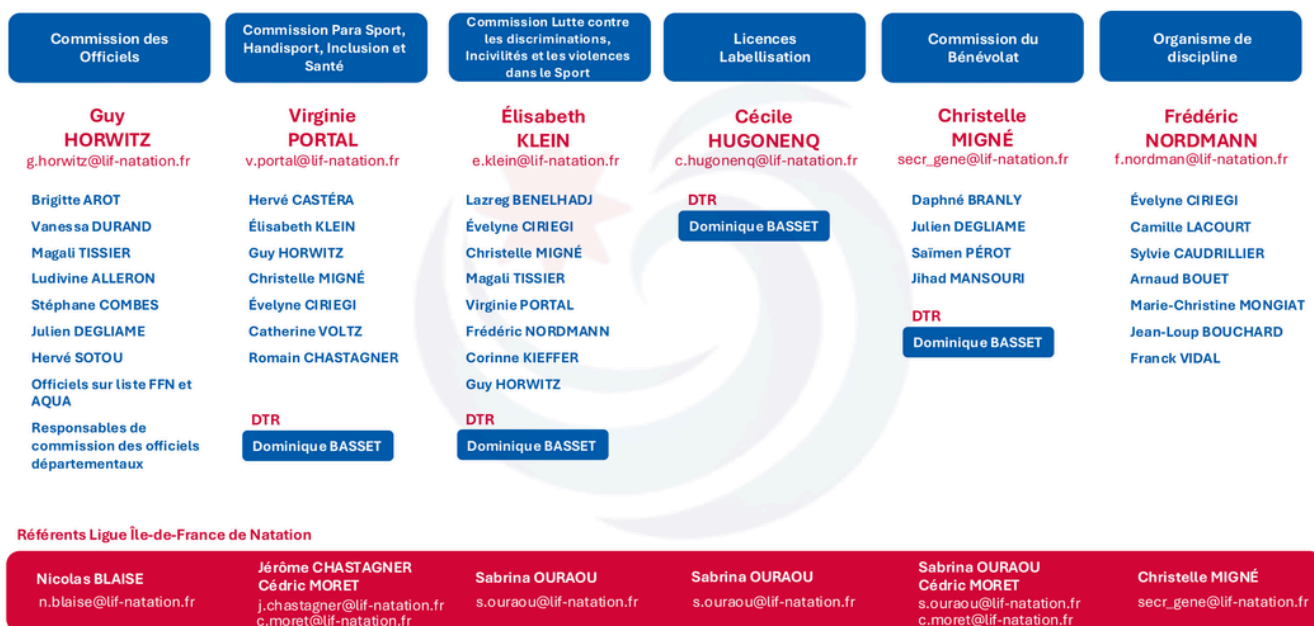 Commission des
Officiels
Guy
HORWITZ
g.horwitz@lif-natation.fr
Brigitte AROT
Vanessa DURAND
Magali TISSIER
Ludivine ALLERON
Stéphane COMBES
Julien DEGLIAME
Hervé SOTOU
Officiels sur liste FFN et
AQUA
Responsables de
commission des officiels
départementaux
Commission Para Sport,
Handisport, Inclusion et
Santé
Virginie
PORTAL
v.portal@lif-natation.fr
Hervé CASTÉRA
Élisabeth KLEIN
Guy HORWITZ
Christelle MIGNÉ
Évelyne CIRIEGI
Catherine VOLTZ
Romain CHASTAGNER
DTR
Dominique BASSET
Commission Lutte contre
les discriminations,
Incivilités et les violences
dans le Sport
Élisabeth
KLEIN
e.klein@lif-natation.fr
Lazreg BENELHADJ
Évelyne CIRIEGI
Christelle MIGNÉ
Magali TISSIER
Virginie PORTAL
Frédéric NORDMANN
Corinne KIEFFER
Guy HORWITZ
DTR
Dominique BASSET
Licences
Labellisation
Cécile
HUGONENQ
c.hugonenq@lif-natation.fr
DTR
Dominique BASSET
Commission du
Bénévolat
Christelle
MIGNÉ
secr_gene@lif-natation.fr
Daphné BRANLY
Julien DEGLIAME
Saïmen PÉROT
Jihad MANSOURI
DTR
Dominique BASSET
Organisme de
discipline
Frédéric
NORDMANN
f.nordman@lif-natation.fr
Évelyne CIRIEGI
Camille LACOURT
Sylvie CAUDRILLIER
Arnaud BOUET
Marie-Christine MONGIAT
Jean-Loup BOUCHARD
Franck VIDAL
Référents Ligue Île-de-France de Natation
Nicolas BLAISE
n.blaise@lif-natation.fr
Jérôme CHASTAGNER
Cédric MORET
j.chastagner@lif-natation.fr
c.moret@lif-natation.fr
Sabrina OURAOU
s.ouraou@lif-natation.fr
Sabrina OURAOU
s.ouraou@lif-natation.fr
Sabrina OURAOU
Cédric MORET
s.ouraou@lif-natation.fr
c.moret@lif-natation.fr
Christelle MIGNÉ
secr_gene@lif-natation.fr